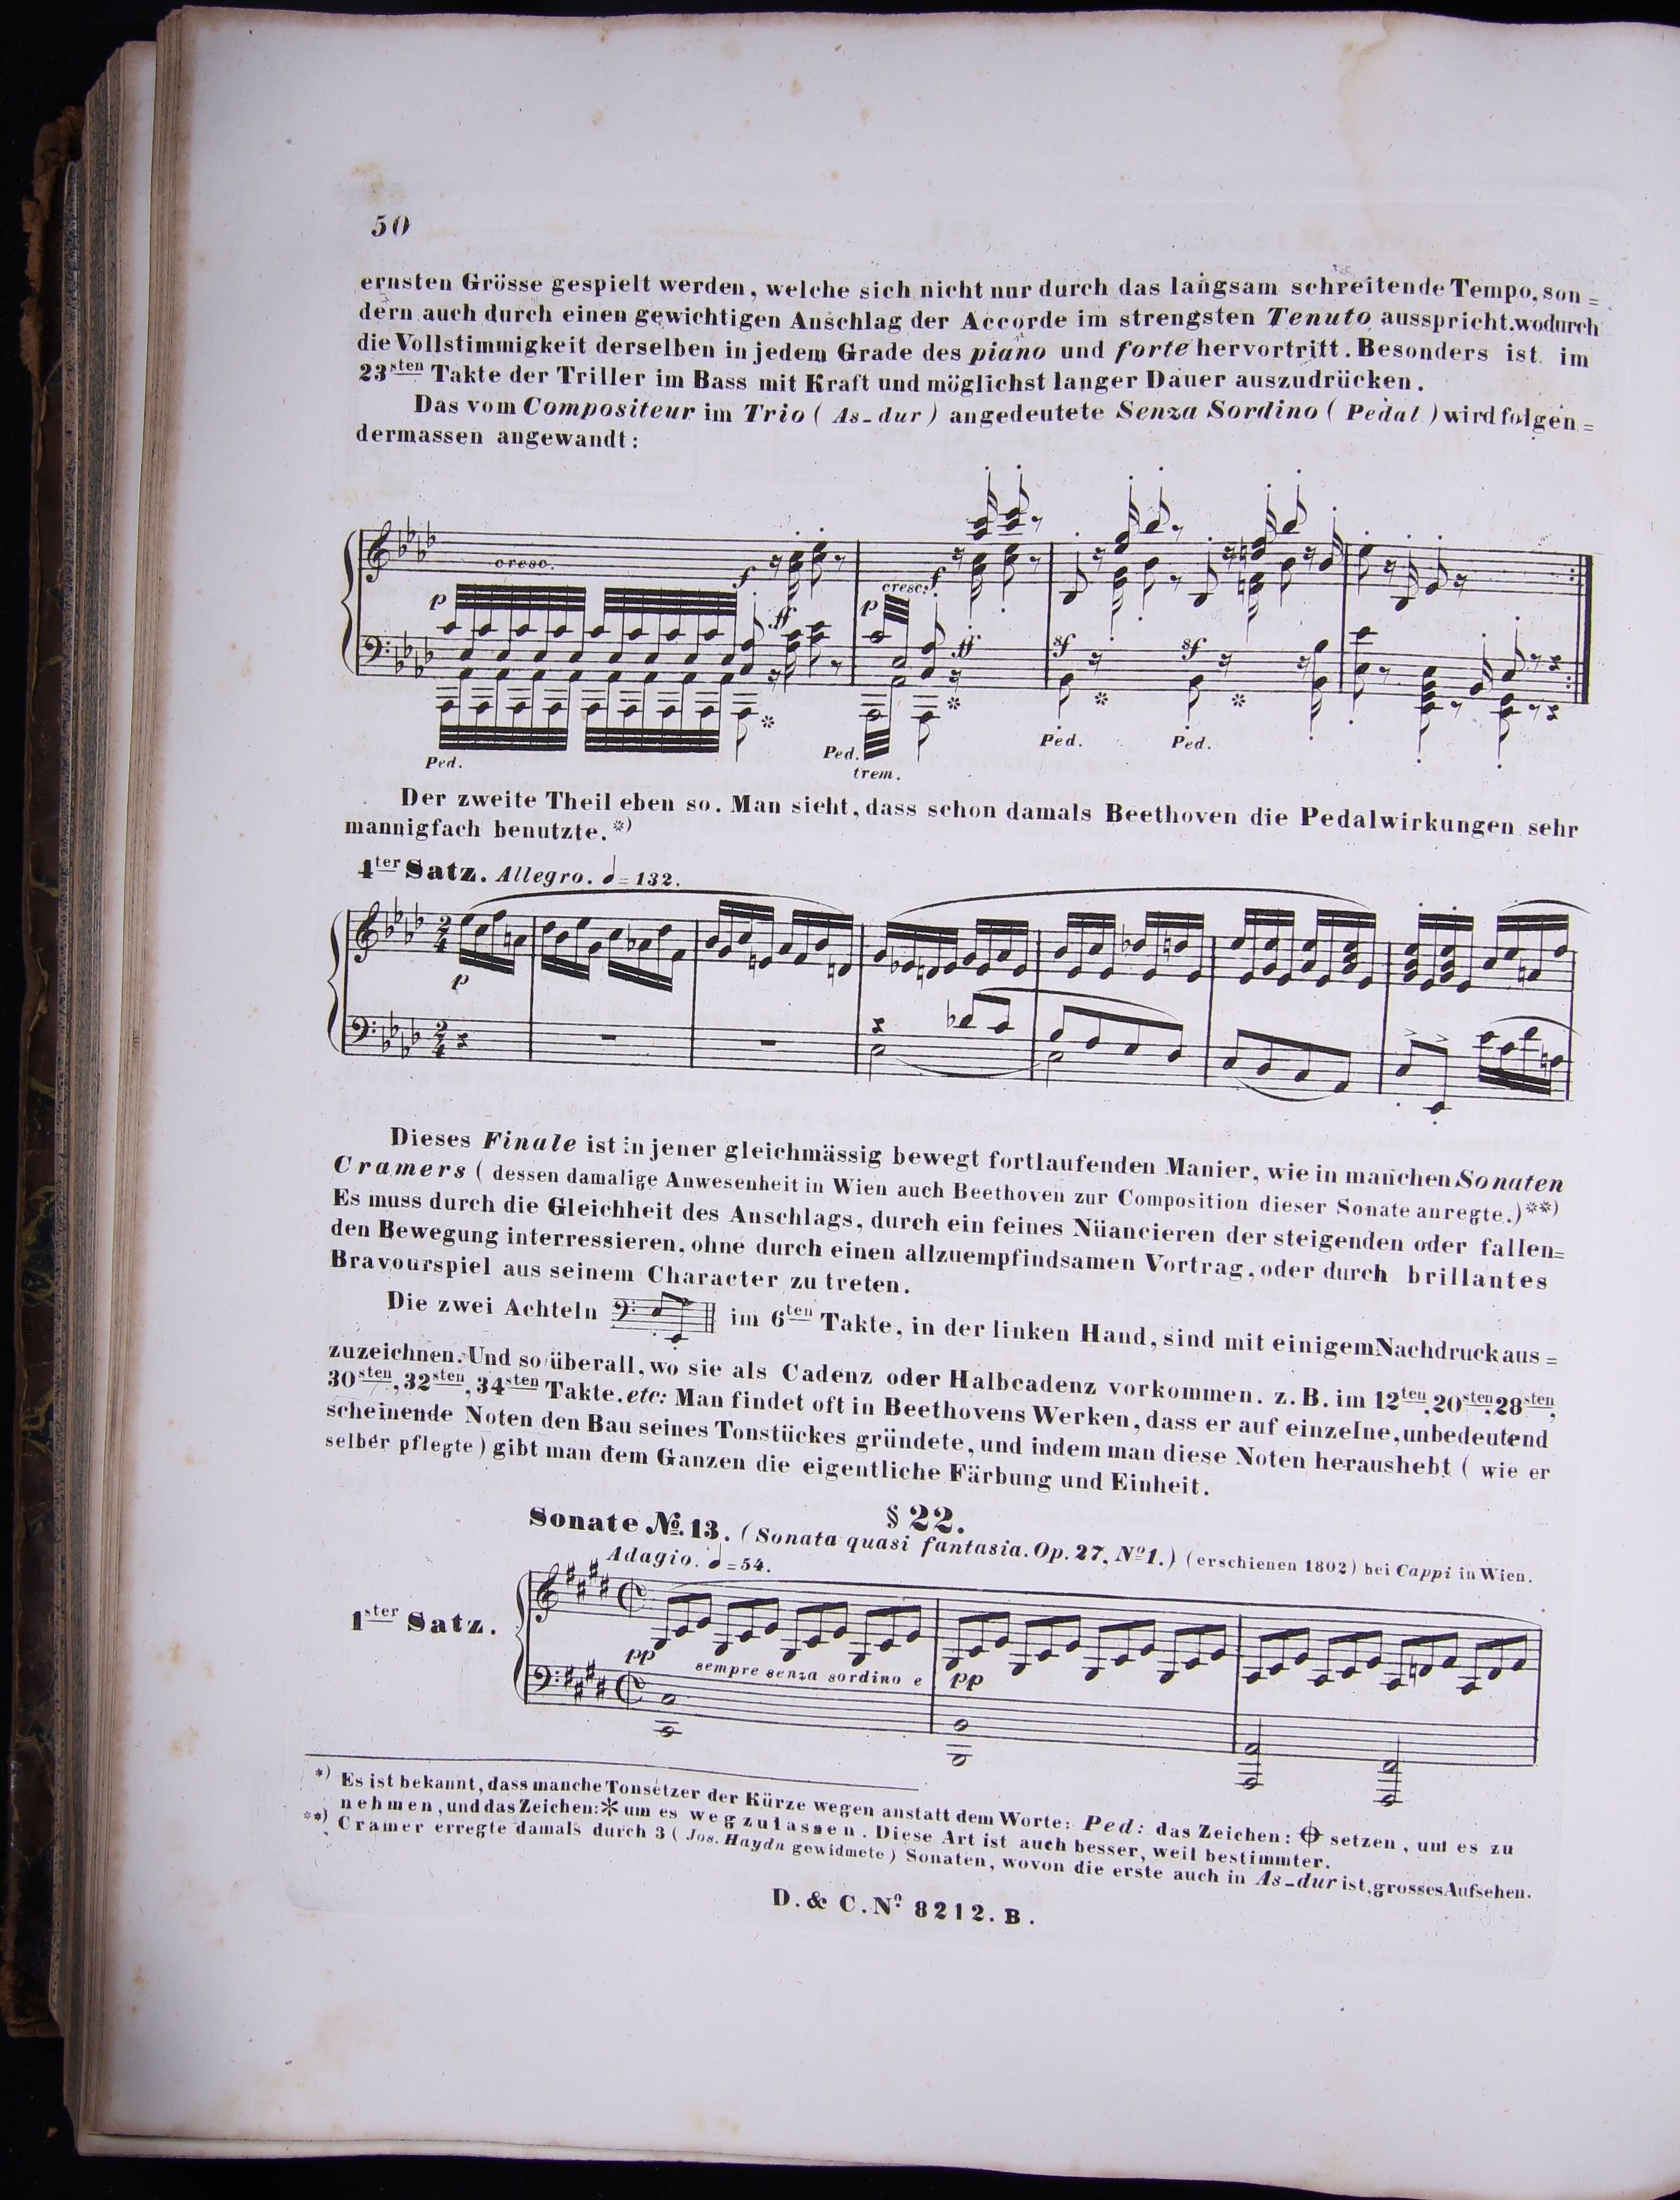 50
ernsten Grösse gespielt werden, welche sich nicht nur durch das langsam schreitende Tempo, son=
dern auch durch einen gewichtigen Anschlag der Accorde im strengsten Tenuto ausspricht. wodurch
die Vollstimmigkeit derselben in jedem Grade des piano und forte hervortritt. Besonders ist im
23sten Takte der Triller im Bass mit Kraft und möglichst langer Dauer auszudrücken.
Das vom Compositeur im Trio ( As-dur ) angedeutete Senza Sordino ( Pedal ) wird folgen=
dermassen angewandt:
cresc. f cresc. f
p ff p ff sf sf
Ped. * Ped. * Ped. * Ped. *
trem.
Der zweite Theil eben so. Man sieht, dass schon damals Beethoven die Pedalwirkungen sehr
mannigfach benutzte.*)
4ter Satz. Allegro. = 132.
2 4
p
2 4
Dieses Finale ist in jener gleichmässig bewegt fortlaufenden Manier, wie in manchen Sonaten
Cramers ( dessen damalige Anwesenheit in Wien auch Beethoven zur Composition dieser Sonate anregte.)**)
Es muss durch die Gleichheit des Anschlags, durch ein feines Nüancieren der steigenden oder fallen=
den Bewegung interressieren, ohne durch einen allzuempfindsamen Vortrag, oder durch brillantes
Bravourspiel aus seinem Character zu treten.
Die zwei Achteln im 6ten Takte, in der linken Hand, sind mit einigem Nachdruck aus=
zuzeichnen. Und so überall, wo sie als Cadenz oder Halbcadenz vorkommen. z. B. im 12ten, 20sten, 28sten,
30sten, 32sten, 34sten Takte. etc: Man findet oft in Beethovens Werken, dass er auf einzelne, unbedeutend
scheinende Noten den Bau seines Tonstückes gründete, und indem man diese Noten heraushebt ( wie er
selber pflegte ) gibt man dem Ganzen die eigentliche Färbung und Einheit.
§ 22.
Sonate No. 13. (Sonata quasi fantasia. Op. 27, No 1.) (erschienen 1802) bei Cappi in Wien.
Adagio. = 54.
1ster Satz.
pp sempre senza sordino e pp
*) Es ist bekannt, dass manche Tonsetzer der Kürze wegen anstatt dem Worte: Ped: das Zeichen: 𝄌 setzen, um es zu
nehmen, und das Zeichen: * um es wegzulassen. Diese Art ist auch besser, weil bestimmter.
**) Cramer erregte damals durch 3 ( Jos. Haydn gewidmete ) Sonaten, wovon die erste auch in As-dur ist, grosses Aufsehen.
D. & C. No. 8212. B.